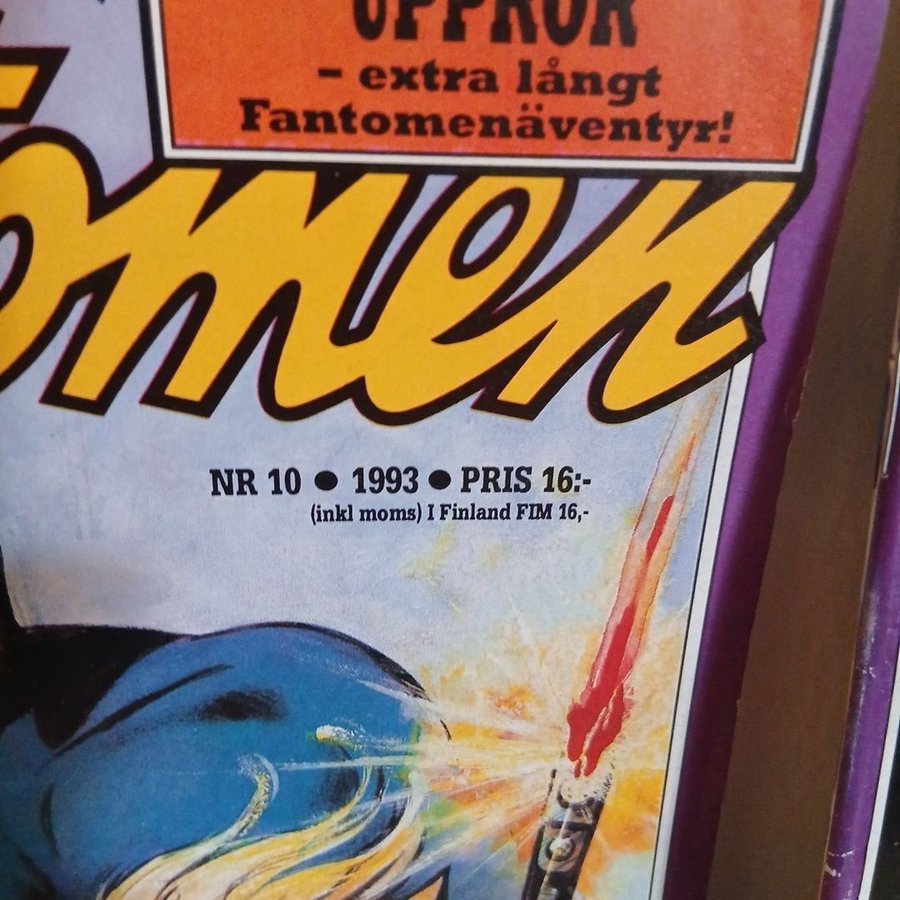 UPPROR
– extra långt
Fantomenäventyr!
omen
NR 10 • 1993 • PRIS 16:-
(inkl moms) I Finland FIM 16,-